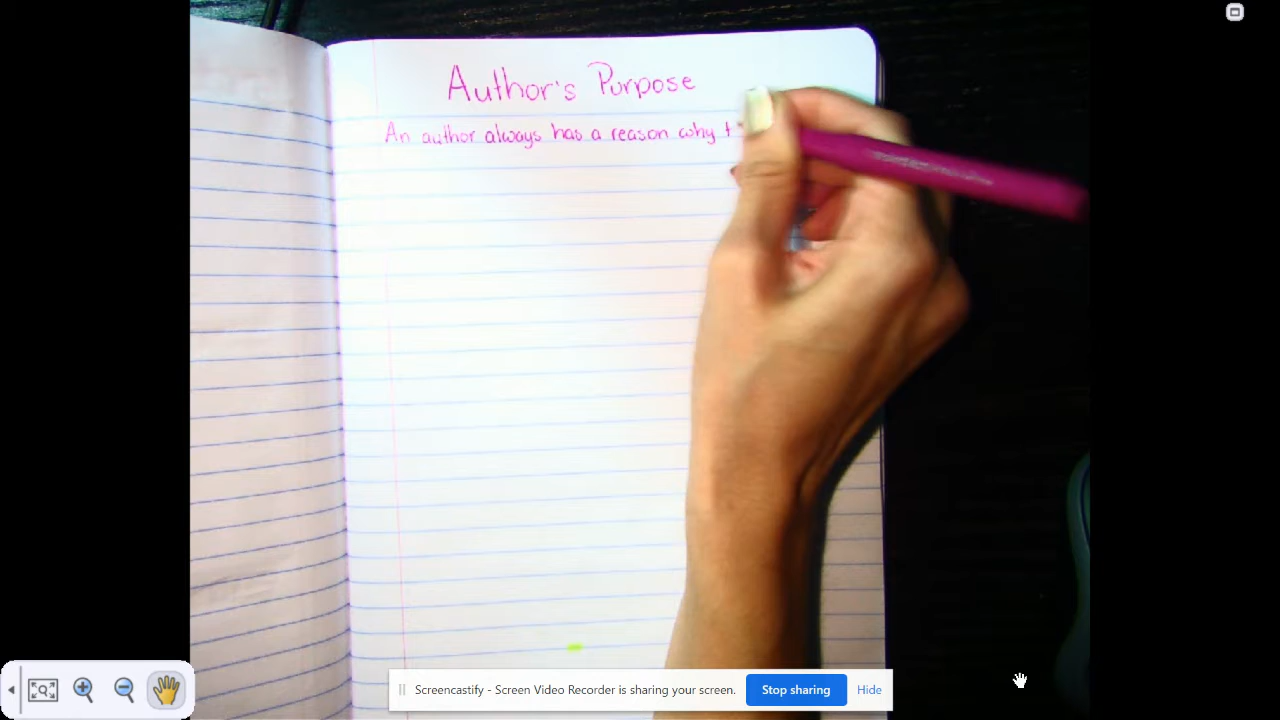 Author's Purpose
An author always has a reason why t
Screencastify - Screen Video Recorder is sharing your screen. Stop sharing Hide